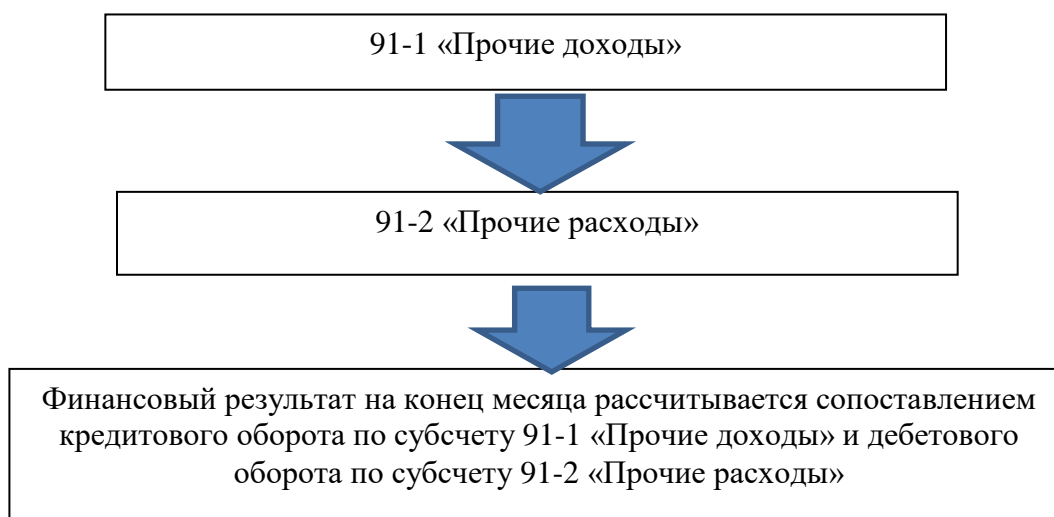 91-1 «Прочие доходы»
91-2 «Прочие расходы»
Финансовый результат на конец месяца рассчитывается сопоставлением
кредитового оборота по субсчету 91-1 «Прочие доходы» и дебетового
оборота по субсчету 91-2 «Прочие расходы»